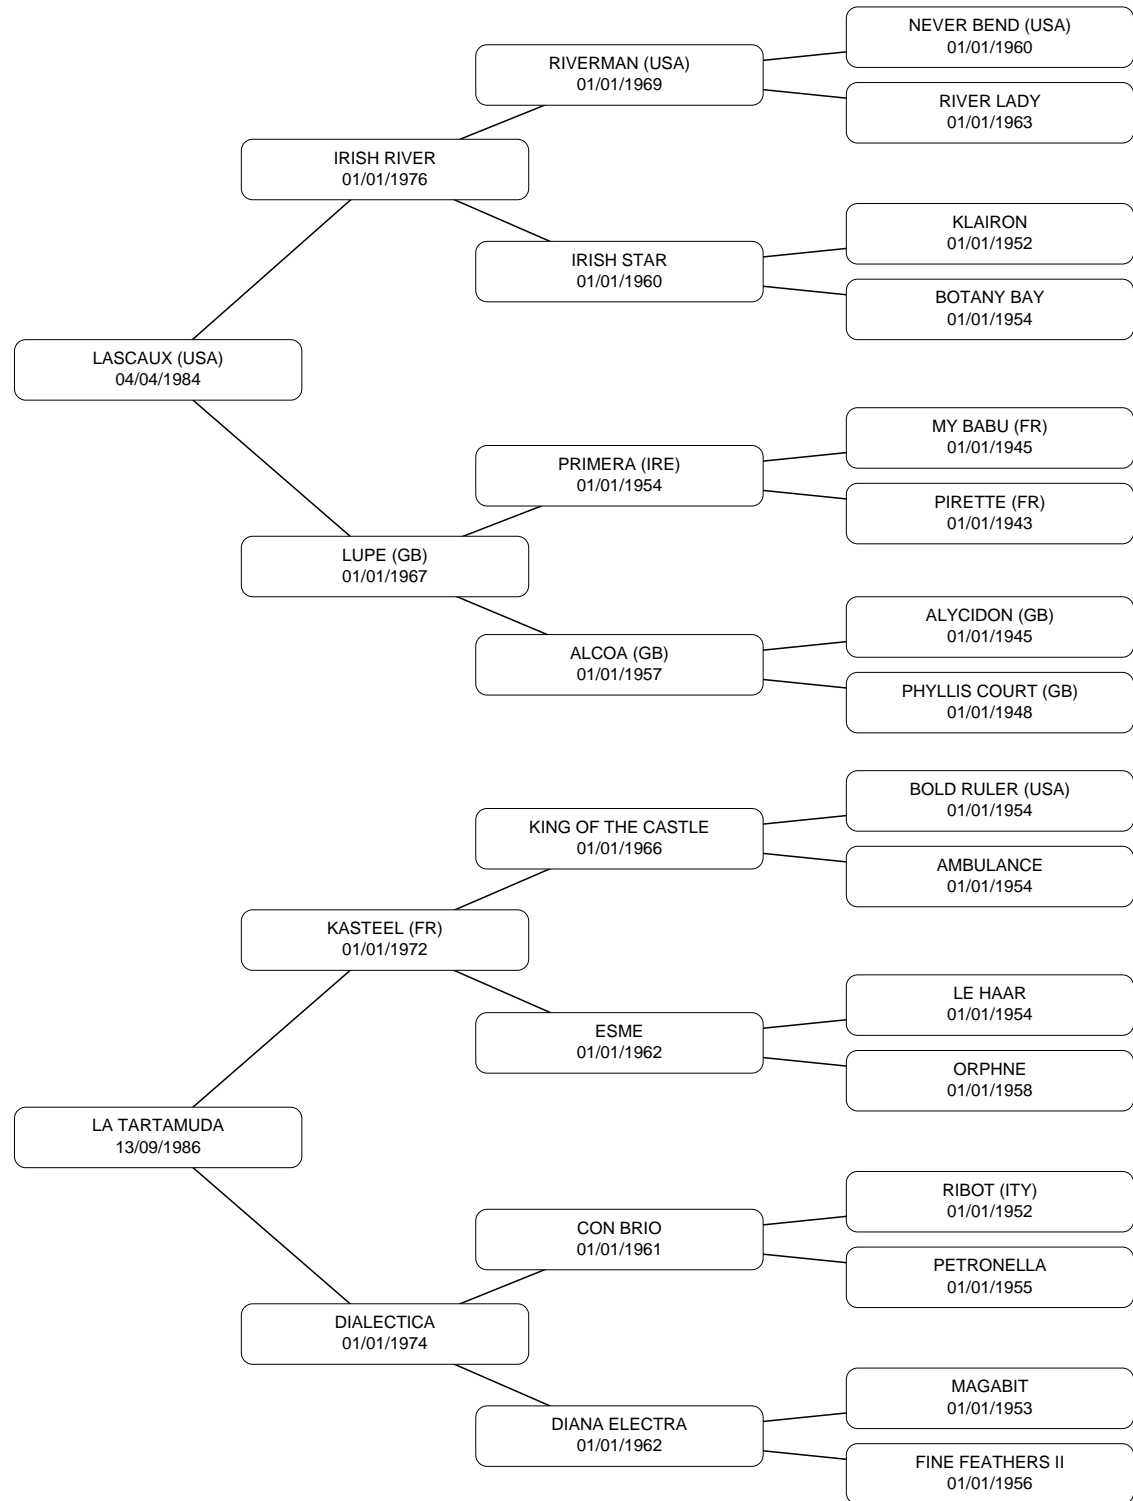 NEVER BEND (USA)
01/01/1960
RIVERMAN (USA)
01/01/1969
RIVER LADY
01/01/1963
IRISH RIVER
01/01/1976
KLAIRON
01/01/1952
IRISH STAR
01/01/1960
BOTANY BAY
01/01/1954
LASCAUX (USA)
04/04/1984
MY BABU (FR)
01/01/1945
PRIMERA (IRE)
01/01/1954
PIRETTE (FR)
01/01/1943
LUPE (GB)
01/01/1967
ALYCIDON (GB)
01/01/1945
ALCOA (GB)
01/01/1957
PHYLLIS COURT (GB)
01/01/1948
BOLD RULER (USA)
01/01/1954
KING OF THE CASTLE
01/01/1966
AMBULANCE
01/01/1954
KASTEEL (FR)
01/01/1972
LE HAAR
01/01/1954
ESME
01/01/1962
ORPHNE
01/01/1958
LA TARTAMUDA
13/09/1986
RIBOT (ITY)
01/01/1952
CON BRIO
01/01/1961
PETRONELLA
01/01/1955
DIALECTICA
01/01/1974
MAGABIT
01/01/1953
DIANA ELECTRA
01/01/1962
FINE FEATHERS II
01/01/1956